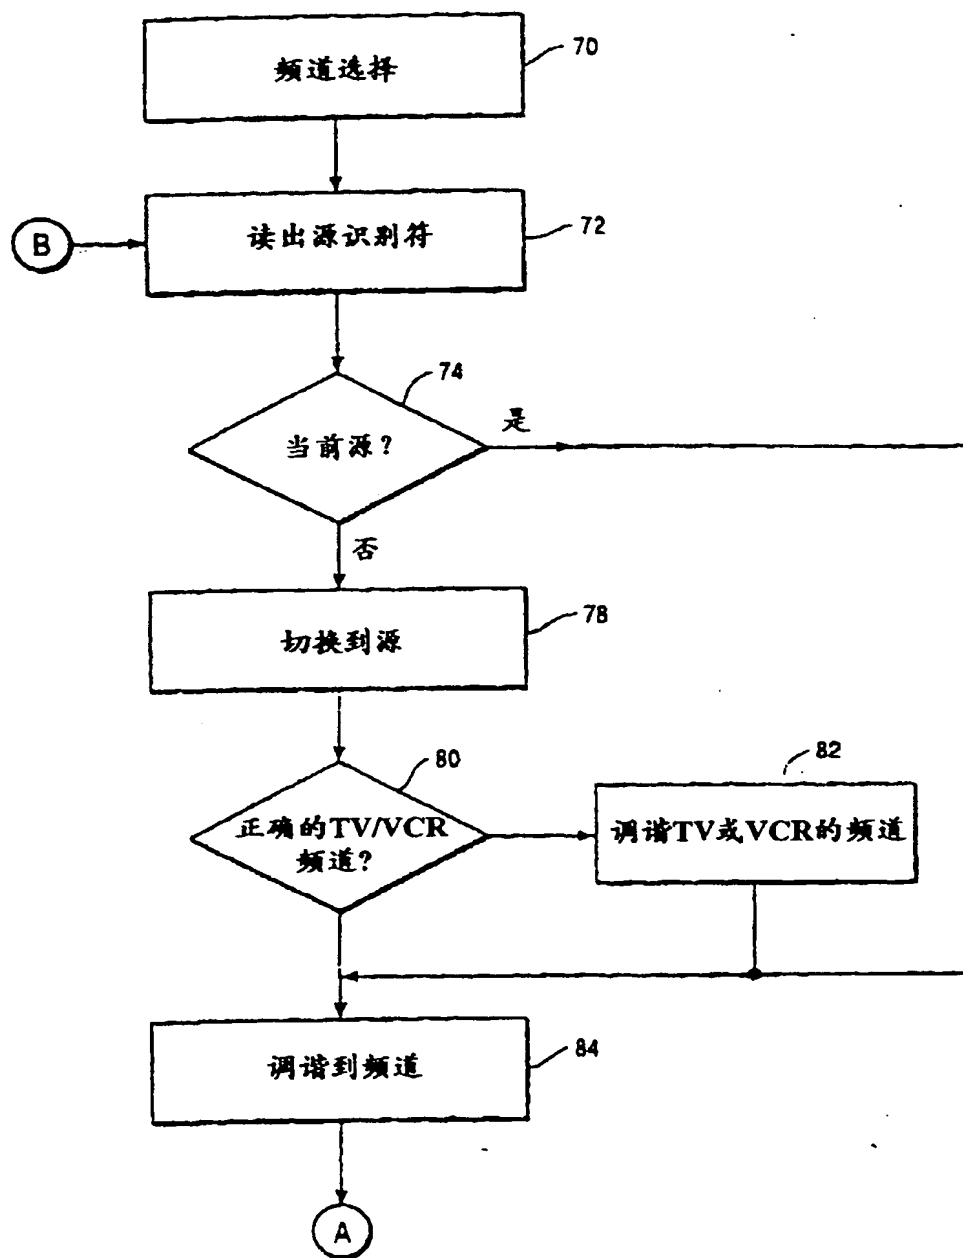 频道选择
70
读出源识别符
72
B
74
当前源?
是
否
切换到源
78
80
正确的TV/VCR
频道?
82
调谐TV或VCR的频道
调谐到频道
84
A